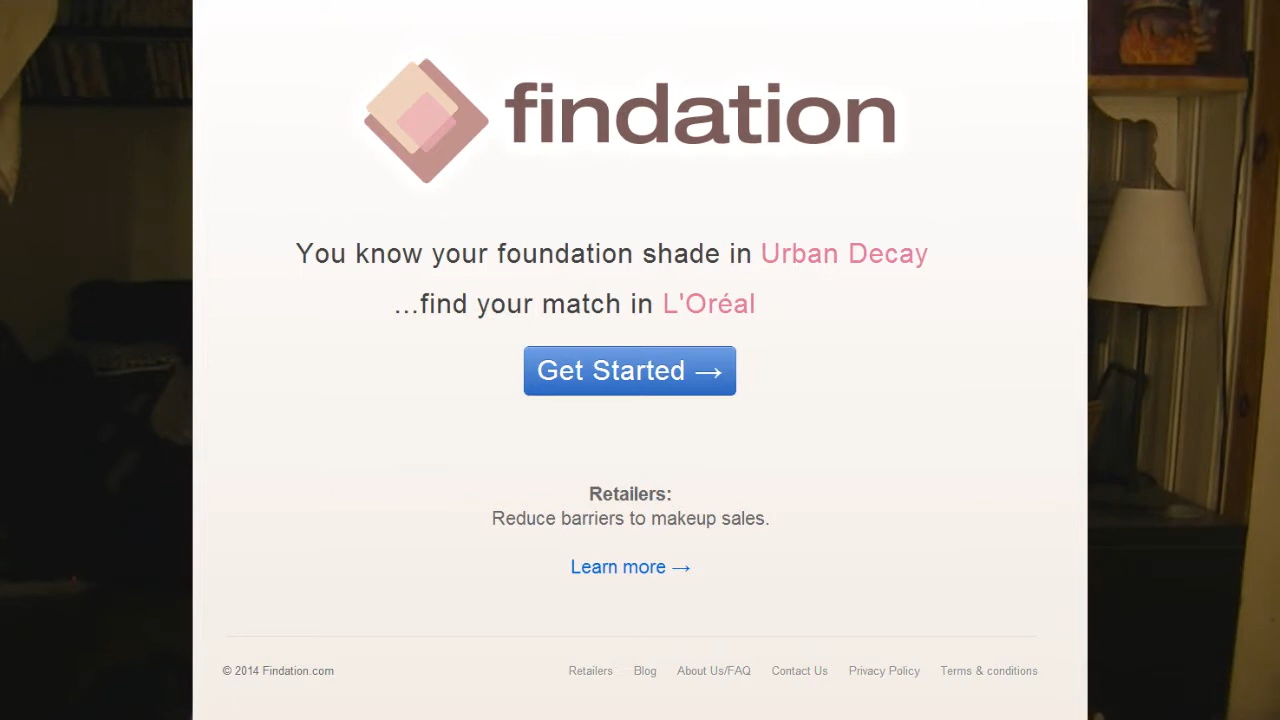 findation
You know your foundation shade in Urban Decay
...find your match in L'Oréal
Get Started →
Retailers:
Reduce barriers to makeup sales.
Learn more →
© 2014 Findation.com
Retailers Blog About Us/FAQ Contact Us Privacy Policy Terms & conditions